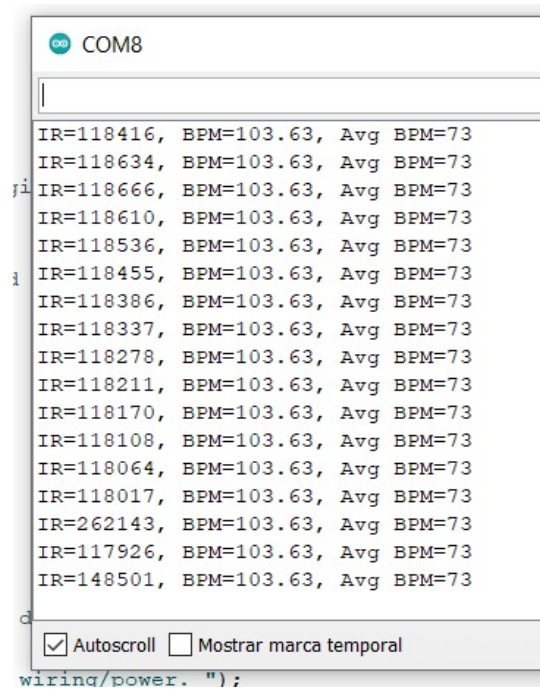 COM8
IR=118416, BPM=103.63, Avg BPM=73
IR=118634, BPM=103.63, Avg BPM=73
IR=118666, BPM=103.63, Avg BPM=73
gi
IR=118610, BPM=103.63, Avg BPM=73
IR=118536, BPM=103.63, Avg BPM=73
IR=118455, BPM=103.63, Avg BPM=73
d
IR=118386, BPM=103.63, Avg BPM=73
IR=118337, BPM=103.63, Avg BPM=73
IR=118278, BPM=103.63, Avg BPM=73
IR=118211, BPM=103.63, Avg BPM=73
IR=118170, BPM=103.63, Avg BPM=73
IR=118108, BPM=103.63, Avg BPM=73
IR=118064, BPM=103.63, Avg BPM=73
IR=118017, BPM=103.63, Avg BPM=73
IR=262143, BPM=103.63, Avg BPM=73
IR=117926, BPM=103.63, Avg BPM=73
IR=148501, BPM=103.63, Avg BPM=73
d
Autoscroll Mostrar marca temporal
wiring/power. ");